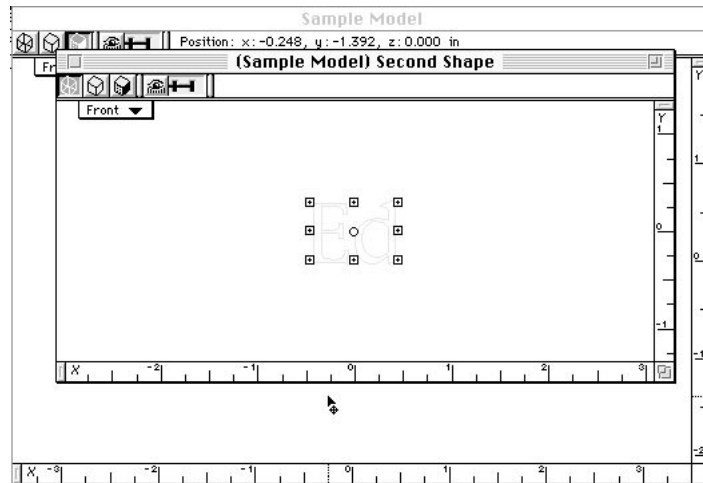 Sample Model
Position: x:-0.248, y:-1.392, z:0.000 in
Fr
(Sample Model) Second Shape
Y
Front
Y
1
1
Ed
0
0
-1
-1
X -2 -1 0 1 2 3
-2
X -3 -2 -1 0 1 2 3